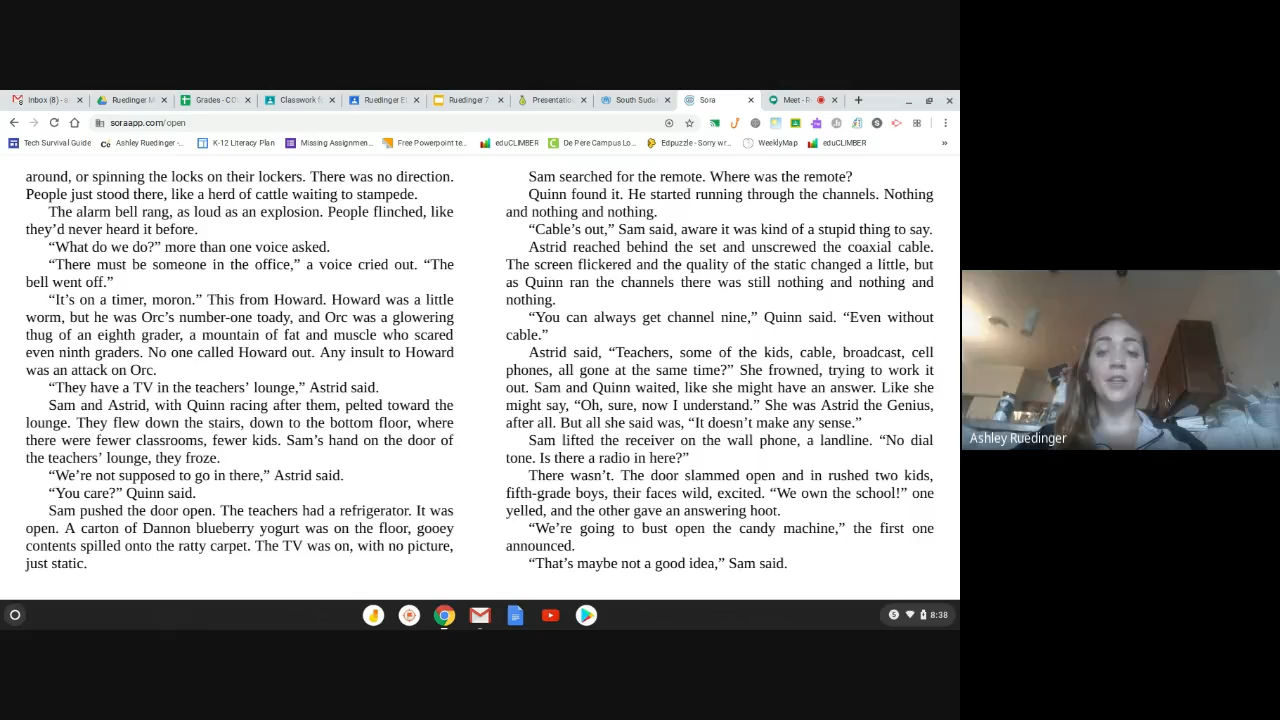 Inbox (8) - a
Ruedinger M
Grades - CO
Classwork f
Ruedinger El
Ruedinger 7
Presentatio
South Suda
Sora
Meet - R
soraapp.com/open
Tech Survival Guide
Ashley Ruedinger -...
K-12 Literacy Plan
Missing Assignmen...
Free Powerpoint te...
eduCLIMBER
De Pere Campus Lo...
Edpuzzle - Sorry wr...
WeeklyMap
eduCLIMBER
around, or spinning the locks on their lockers. There was no direction.
People just stood there, like a herd of cattle waiting to stampede.
The alarm bell rang, as loud as an explosion. People flinched, like
they’d never heard it before.
“What do we do?” more than one voice asked.
“There must be someone in the office,” a voice cried out. “The
bell went off.”
“It’s on a timer, moron.” This from Howard. Howard was a little
worm, but he was Orc’s number-one toady, and Orc was a glowering
thug of an eighth grader, a mountain of fat and muscle who scared
even ninth graders. No one called Howard out. Any insult to Howard
was an attack on Orc.
“They have a TV in the teachers’ lounge,” Astrid said.
Sam and Astrid, with Quinn racing after them, pelted toward the
lounge. They flew down the stairs, down to the bottom floor, where
there were fewer classrooms, fewer kids. Sam’s hand on the door of
the teachers’ lounge, they froze.
“We’re not supposed to go in there,” Astrid said.
“You care?” Quinn said.
Sam pushed the door open. The teachers had a refrigerator. It was
open. A carton of Dannon blueberry yogurt was on the floor, gooey
contents spilled onto the ratty carpet. The TV was on, with no picture,
just static.
Sam searched for the remote. Where was the remote?
Quinn found it. He started running through the channels. Nothing
and nothing and nothing.
“Cable’s out,” Sam said, aware it was kind of a stupid thing to say.
Astrid reached behind the set and unscrewed the coaxial cable.
The screen flickered and the quality of the static changed a little, but
as Quinn ran the channels there was still nothing and nothing and
nothing.
“You can always get channel nine,” Quinn said. “Even without
cable.”
Astrid said, “Teachers, some of the kids, cable, broadcast, cell
phones, all gone at the same time?” She frowned, trying to work it
out. Sam and Quinn waited, like she might have an answer. Like she
might say, “Oh, sure, now I understand.” She was Astrid the Genius,
after all. But all she said was, “It doesn’t make any sense.”
Sam lifted the receiver on the wall phone, a landline. “No dial
tone. Is there a radio in here?”
There wasn’t. The door slammed open and in rushed two kids,
fifth-grade boys, their faces wild, excited. “We own the school!” one
yelled, and the other gave an answering hoot.
“We’re going to bust open the candy machine,” the first one
announced.
“That’s maybe not a good idea,” Sam said.
Ashley Ruedinger
8:38